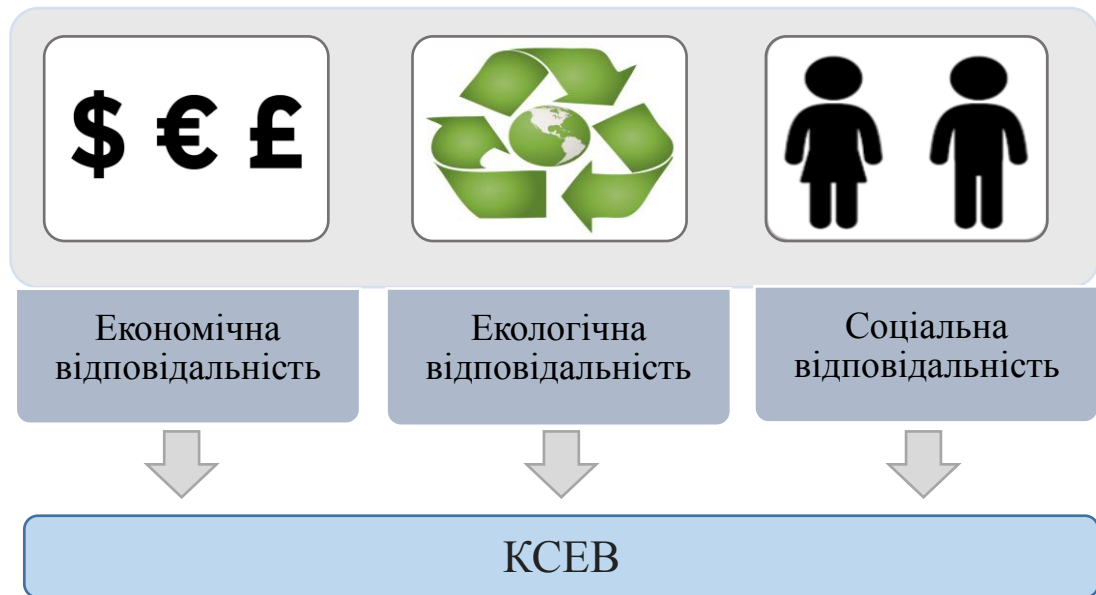 $ € £
Економічна
відповідальність
Екологічна
відповідальність
Соціальна
відповідальність
КСЕВ